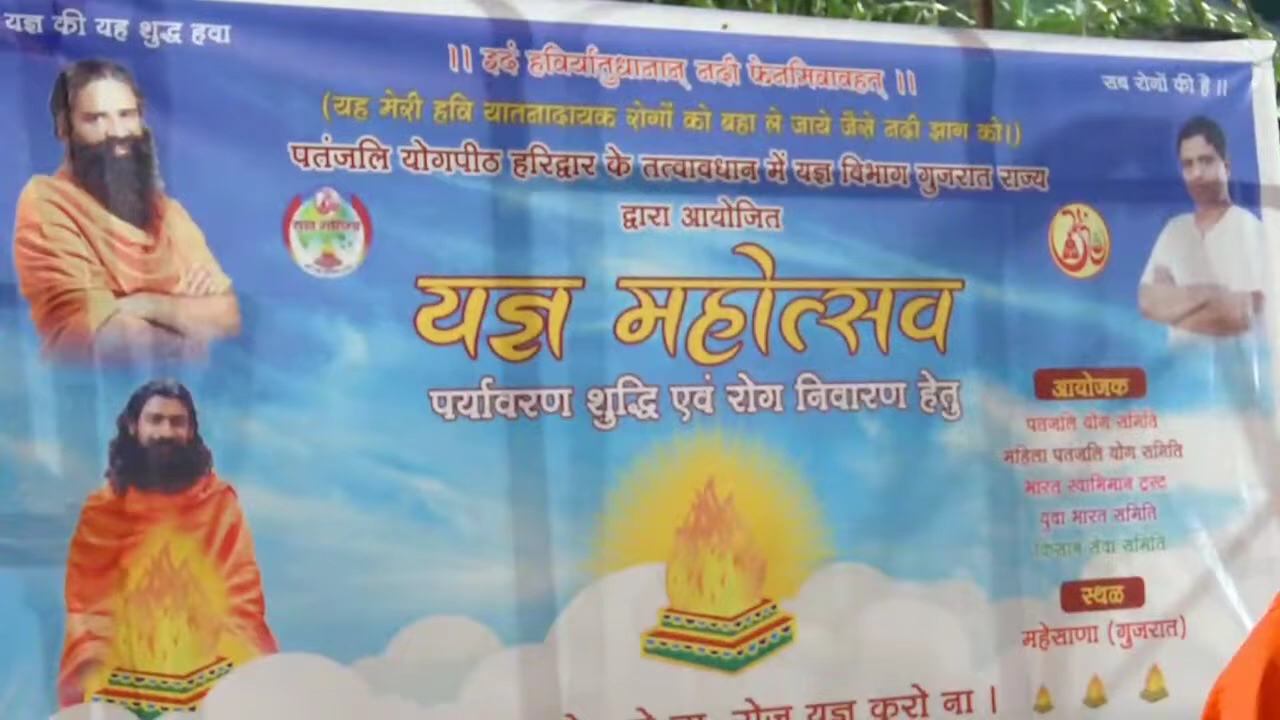 यज्ञ की यह शुद्ध हवा
सब रोगों की है॥
॥ इदं हविर्यातुधानान् नदी फेनमिवावहत् ॥
(यह मेरी हवि यातनादायक रोगों को बहा ले जाये जैसे नदी झाग को।)
पतंजलि योगपीठ हरिद्वार के तत्वावधान में यज्ञ विभाग गुजरात राज्य
द्वारा आयोजित
यज्ञ महोत्सव
पर्यावरण शुद्धि एवं रोग निवारण हेतु
आयोजक
पतंजलि योग समिति
महिला पतंजलि योग समिति
भारत स्वाभिमान ट्रस्ट
युवा भारत समिति
किसान सेवा समिति
स्थळ
महेसाणा (गुजरात)
रोज यज्ञ करो ना ।